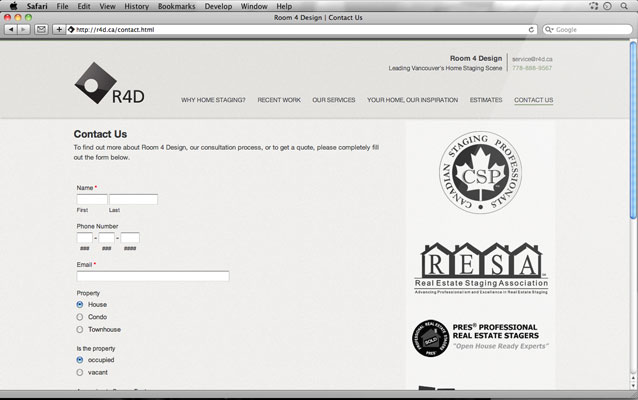 Safari File Edit View History Bookmarks Develop Window Help
Room 4 Design | Contact Us
http://r4d.ca/contact.html
Google
Room 4 Design
service@r4d.ca
Leading Vancouver's Home Staging Scene
778-888-9567
R4D
WHY HOME STAGING? RECENT WORK OUR SERVICES YOUR HOME, OUR INSPIRATION ESTIMATES CONTACT US
Contact Us
To find out more about Room 4 Design, our consultation process, or to get a quote, please completely fill
out the form below.
Name *
First Last
Phone Number
- -
### ### ####
Email *
Property
House
Condo
Townhouse
Is the property
occupied
vacant
CANADIAN STAGING PROFESSIONALS
CSP
RESA
Real Estate Staging Association
Advancing Professionalism and Excellence in Real Estate Staging
PROFESSIONAL REAL ESTATE STAGERS
SOLD
PRES
PRES® PROFESSIONAL
REAL ESTATE STAGERS
"Open House Ready Experts"